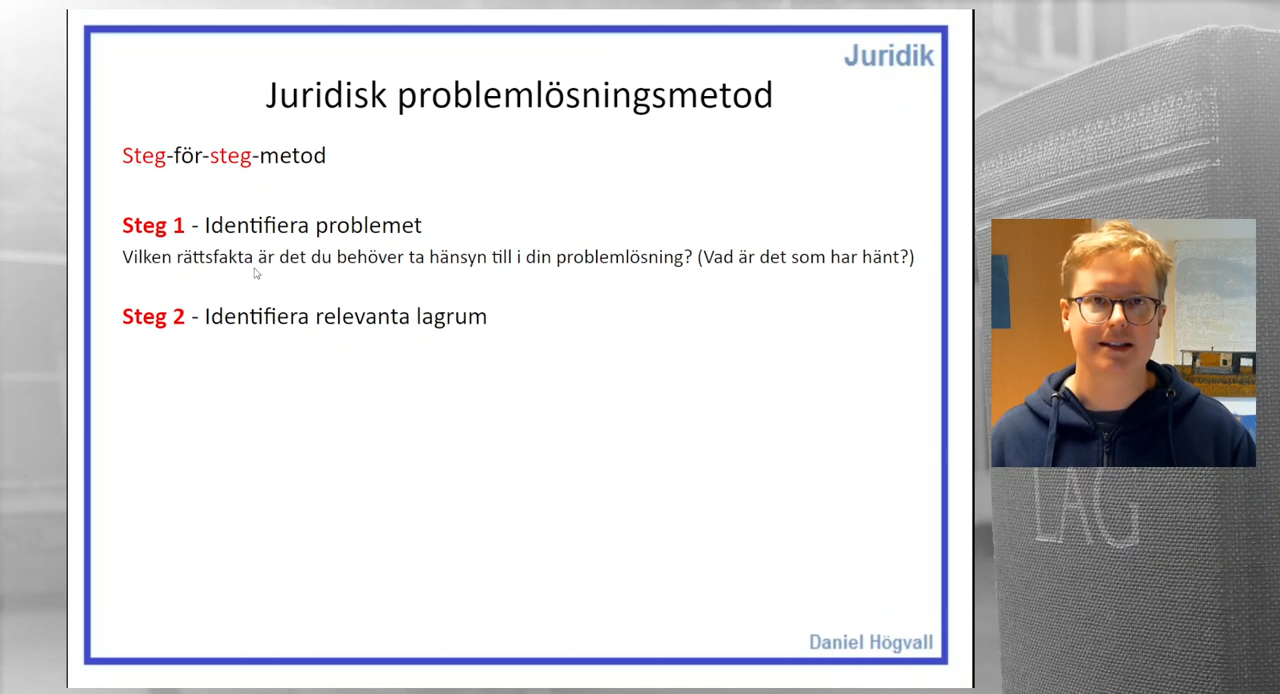 Juridik
Juridisk problemlösningsmetod
Steg-för-steg-metod
Steg 1 - Identifiera problemet
Vilken rättsfakta är det du behöver ta hänsyn till i din problemlösning? (Vad är det som har hänt?)
Steg 2 - Identifiera relevanta lagrum
LAG
Daniel Högvall